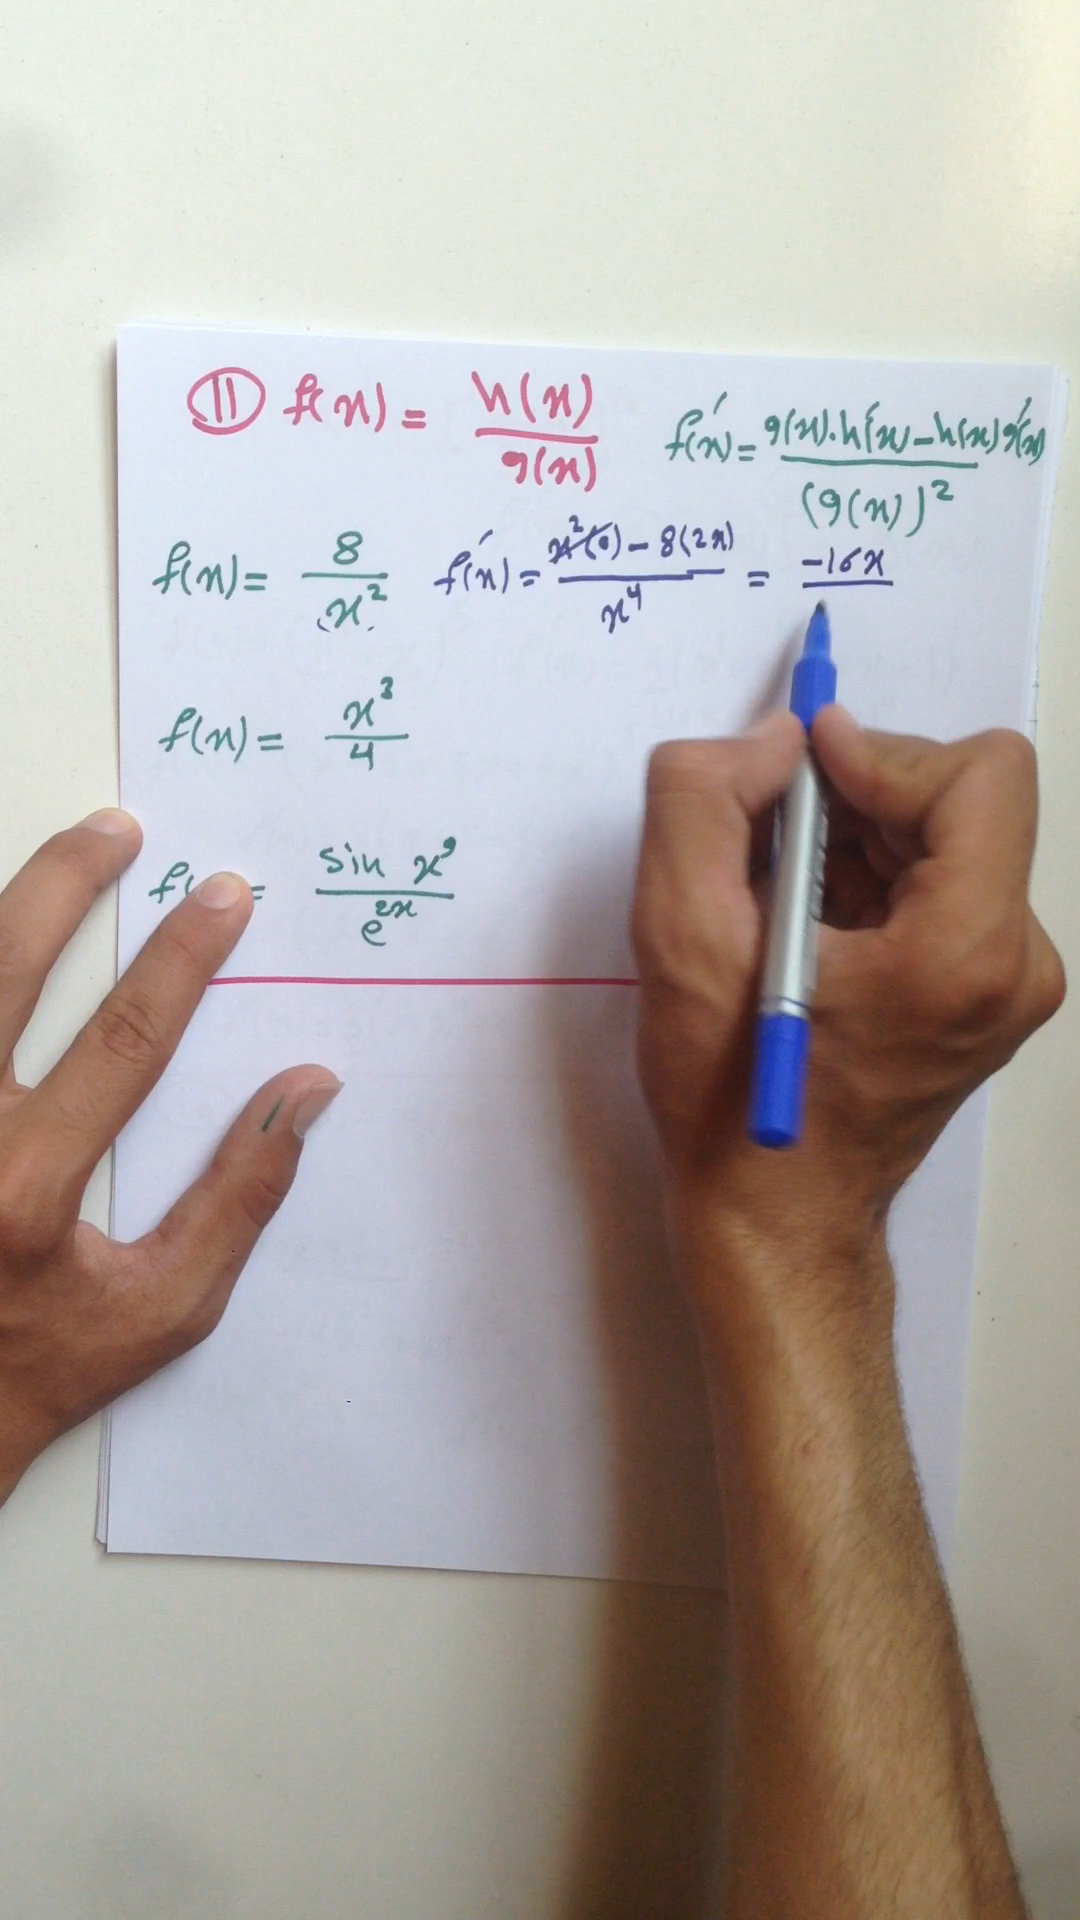 ⑪ f(x) = h(x)/g(x) f'(x) = g(x).h'(x) - h(x)g'(x)/(g(x))²
f(x) = 8/x² f'(x) = x²(0) - 8(2x)/x⁴ = -16x
f(x) = x³/4
f( = sin x⁹/e²ˣ